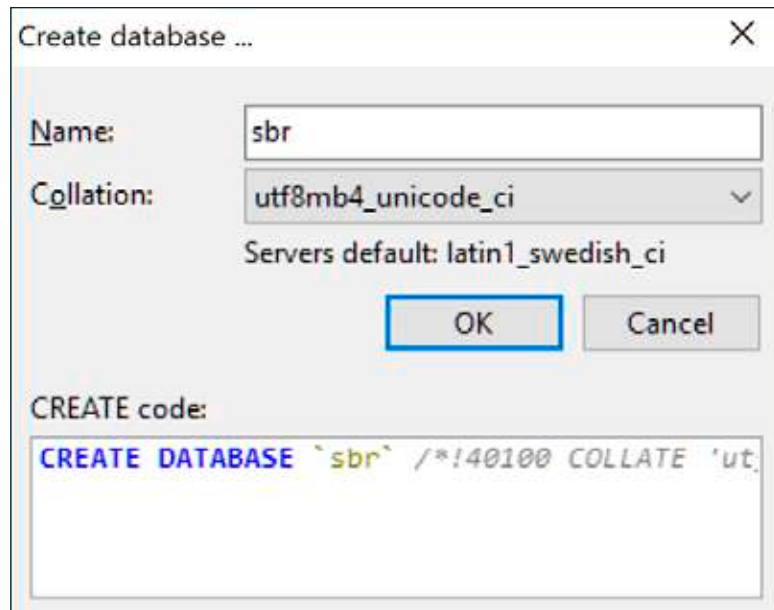 Create database ...
Name:
sbr
Collation:
utf8mb4_unicode_ci
Servers default: latin1_swedish_ci
OK
Cancel
CREATE code:
CREATE DATABASE `sbr` /*!40100 COLLATE 'ut